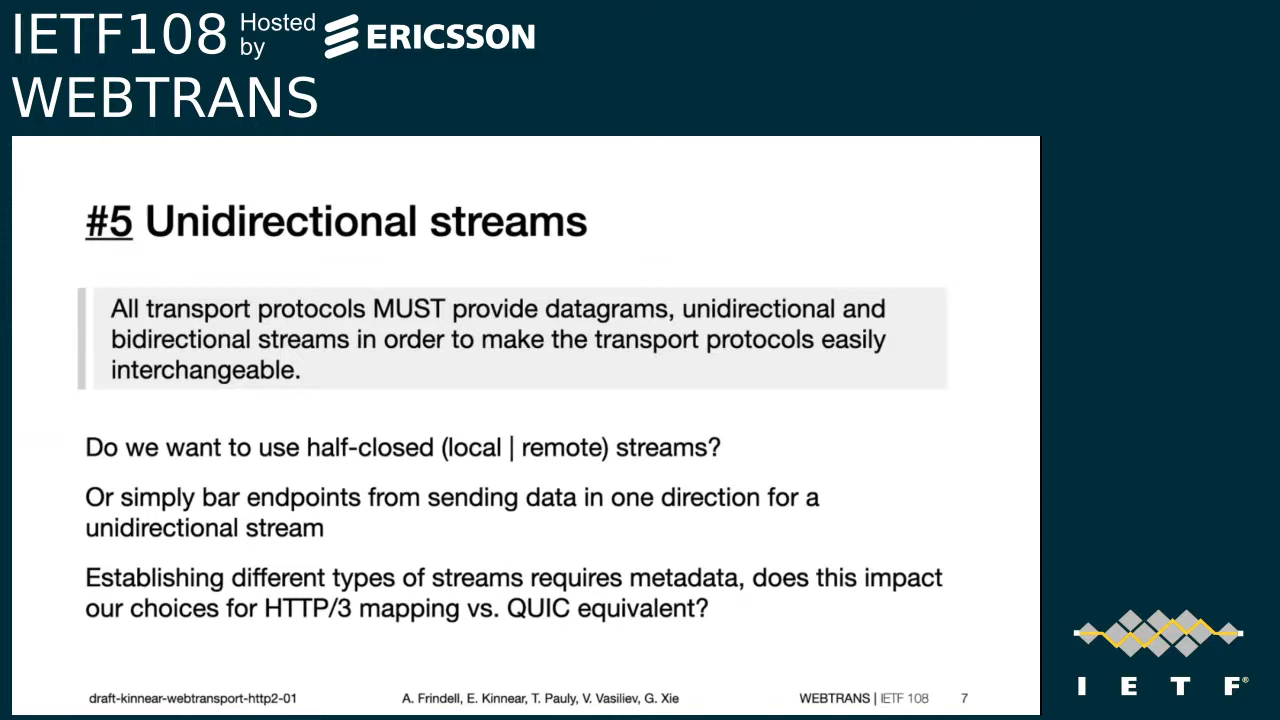 IETF108 Hosted by ERICSSON
WEBTRANS
#5 Unidirectional streams
All transport protocols MUST provide datagrams, unidirectional and
bidirectional streams in order to make the transport protocols easily
interchangeable.
Do we want to use half-closed (local | remote) streams?
Or simply bar endpoints from sending data in one direction for a
unidirectional stream
Establishing different types of streams requires metadata, does this impact
our choices for HTTP/3 mapping vs. QUIC equivalent?
draft-kinnear-webtransport-http2-01 A. Frindell, E. Kinnear, T. Pauly, V. Vasiliev, G. Xie WEBTRANS | IETF 108 7
I E T F®